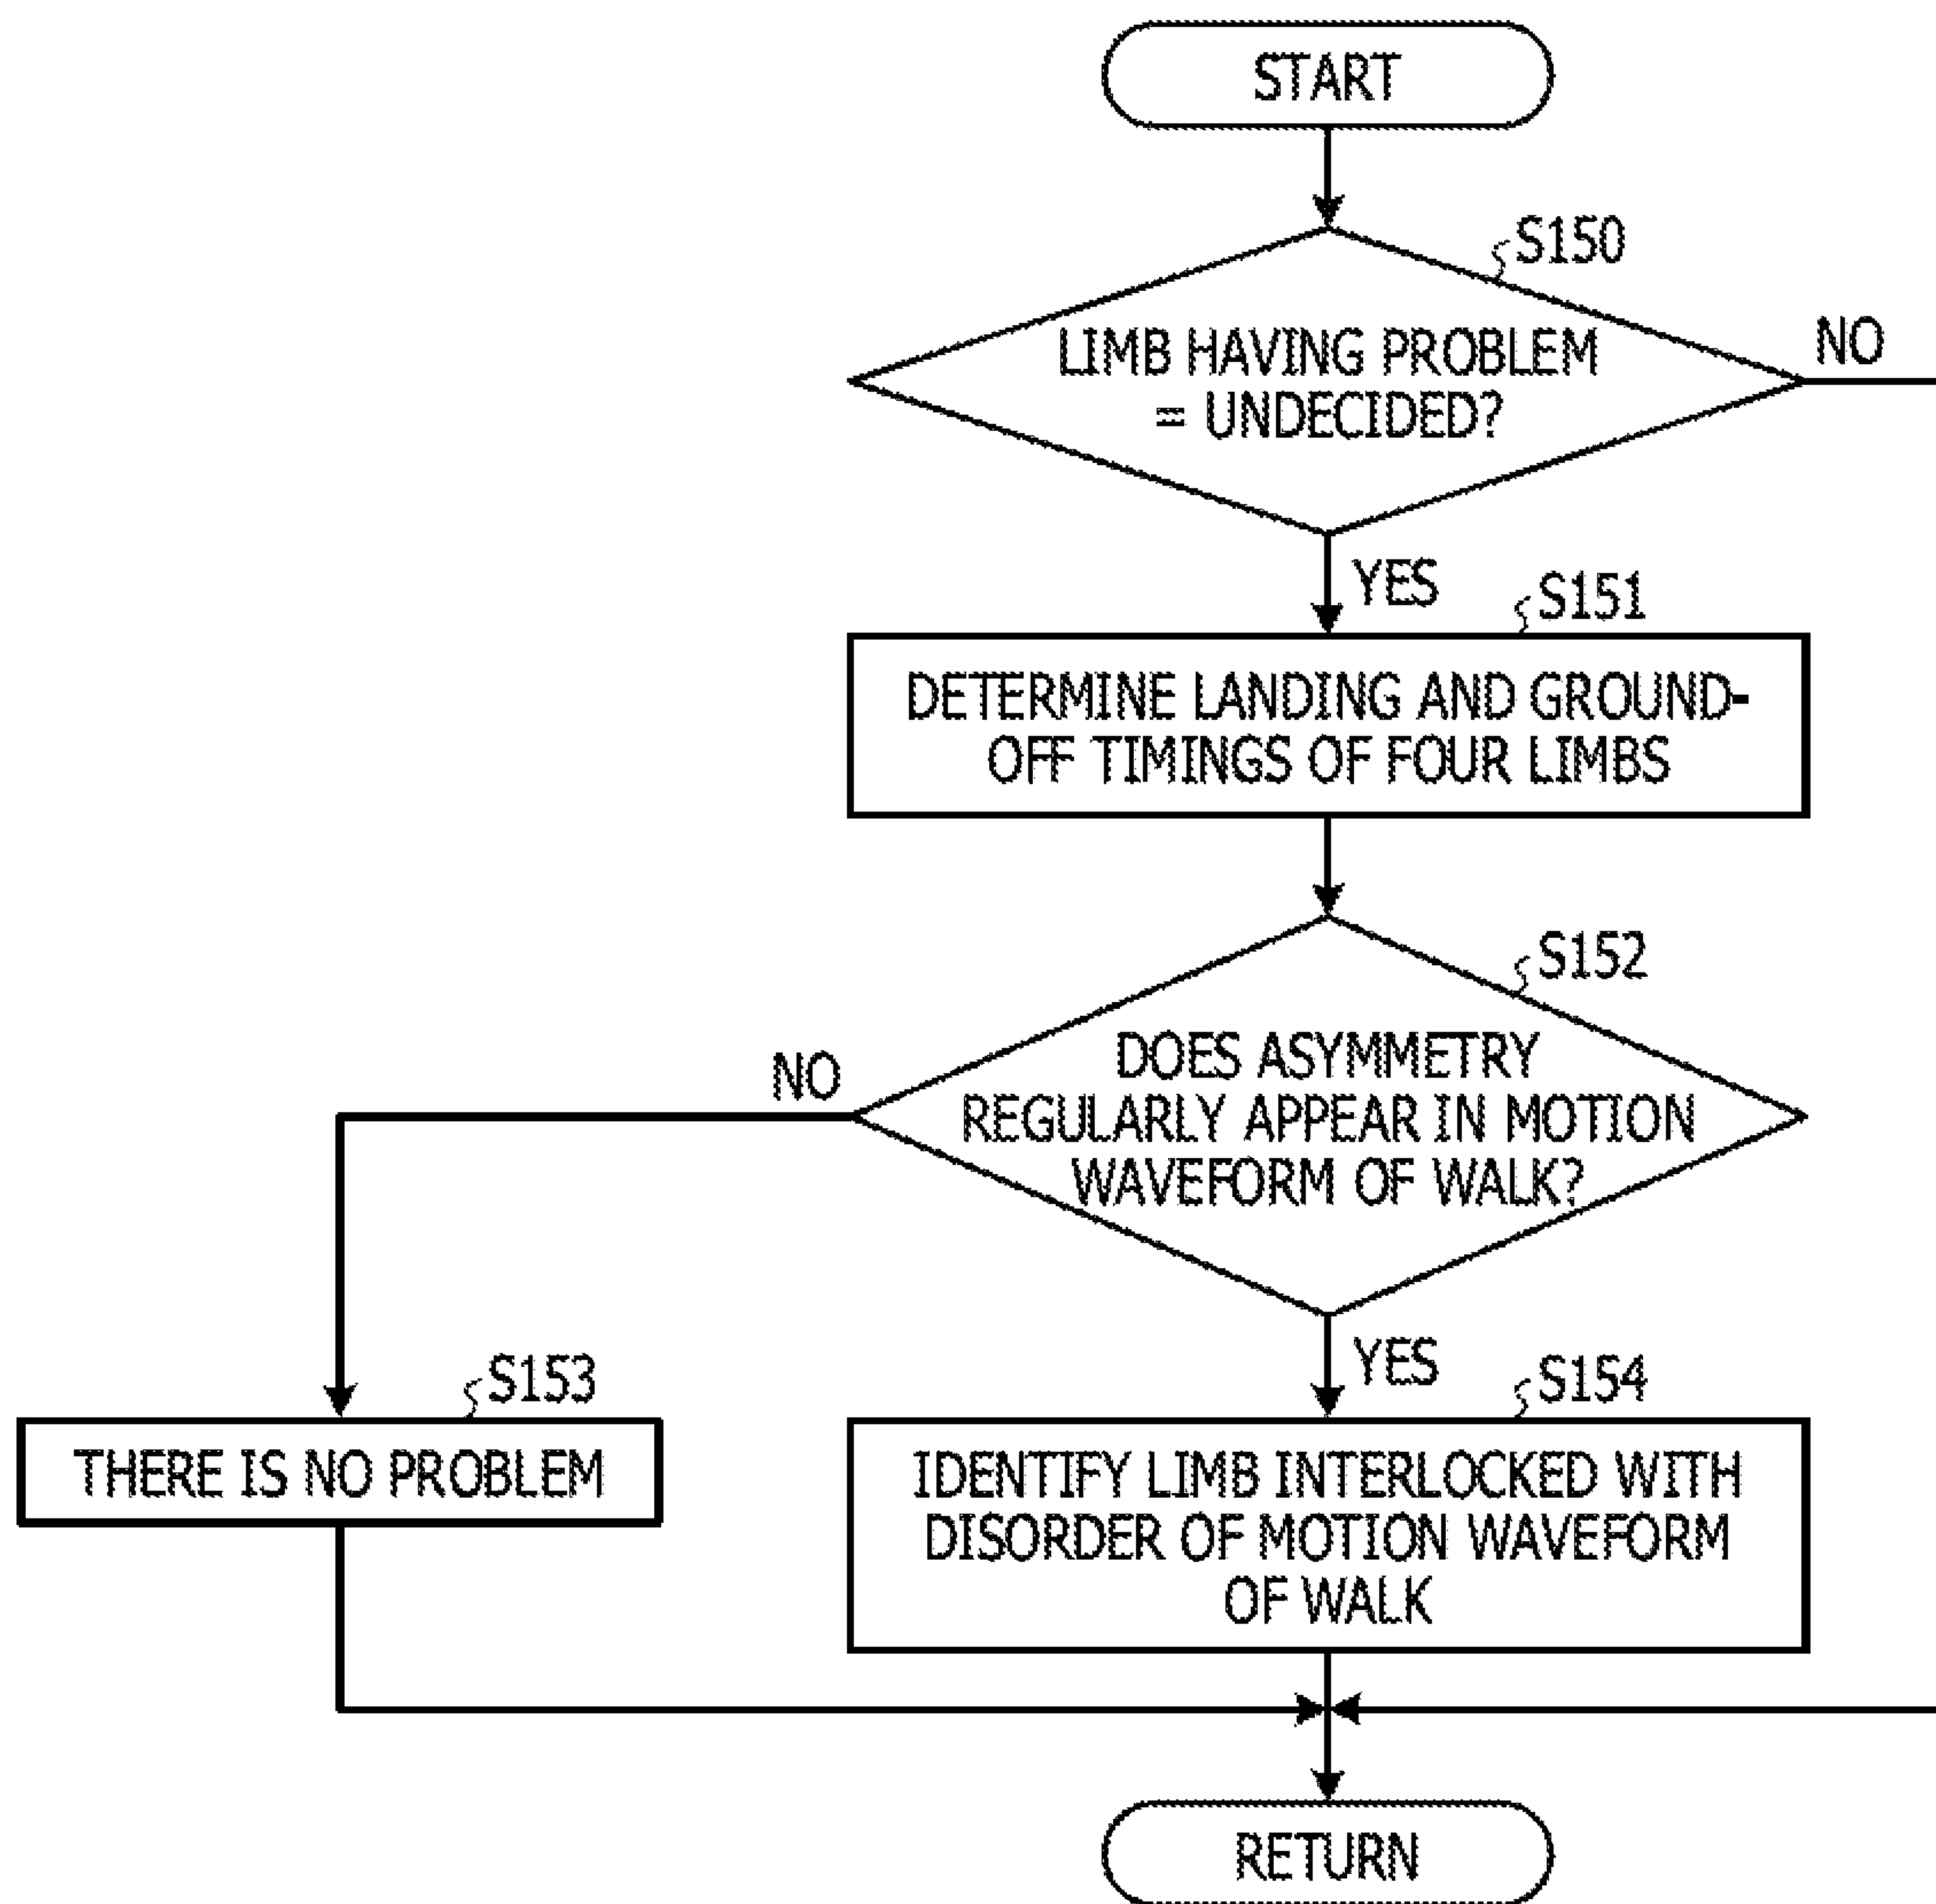 START
S150
LIMB HAVING PROBLEM
= UNDECIDED?
NO
YES
S151
DETERMINE LANDING AND GROUND-
OFF TIMINGS OF FOUR LIMBS
S152
DOES ASYMMETRY
REGULARLY APPEAR IN MOTION
WAVEFORM OF WALK?
NO
YES
S153
THERE IS NO PROBLEM
S154
IDENTIFY LIMB INTERLOCKED WITH
DISORDER OF MOTION WAVEFORM
OF WALK
RETURN